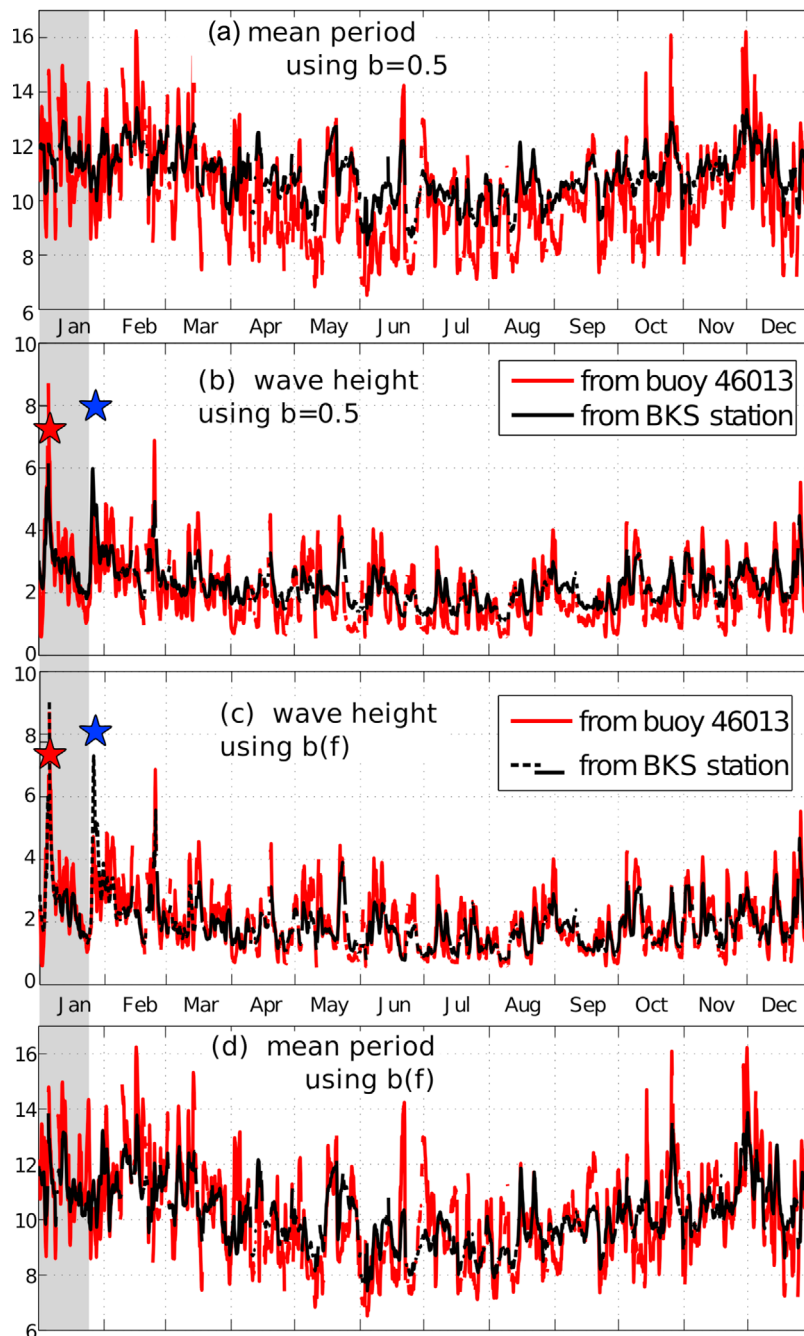 (a) mean period
using b=0.5
16
14
12
10
8
6
Jan Feb Mar Apr May Jun Jul Aug Sep Oct Nov Dec
10
(b) wave height
using b=0.5
from buoy 46013
from BKS station
8
6
4
2
0
10
(c) wave height
using b(f)
from buoy 46013
from BKS station
8
6
4
2
0
Jan Feb Mar Apr May Jun Jul Aug Sep Oct Nov Dec
(d) mean period
using b(f)
16
14
12
10
8
6